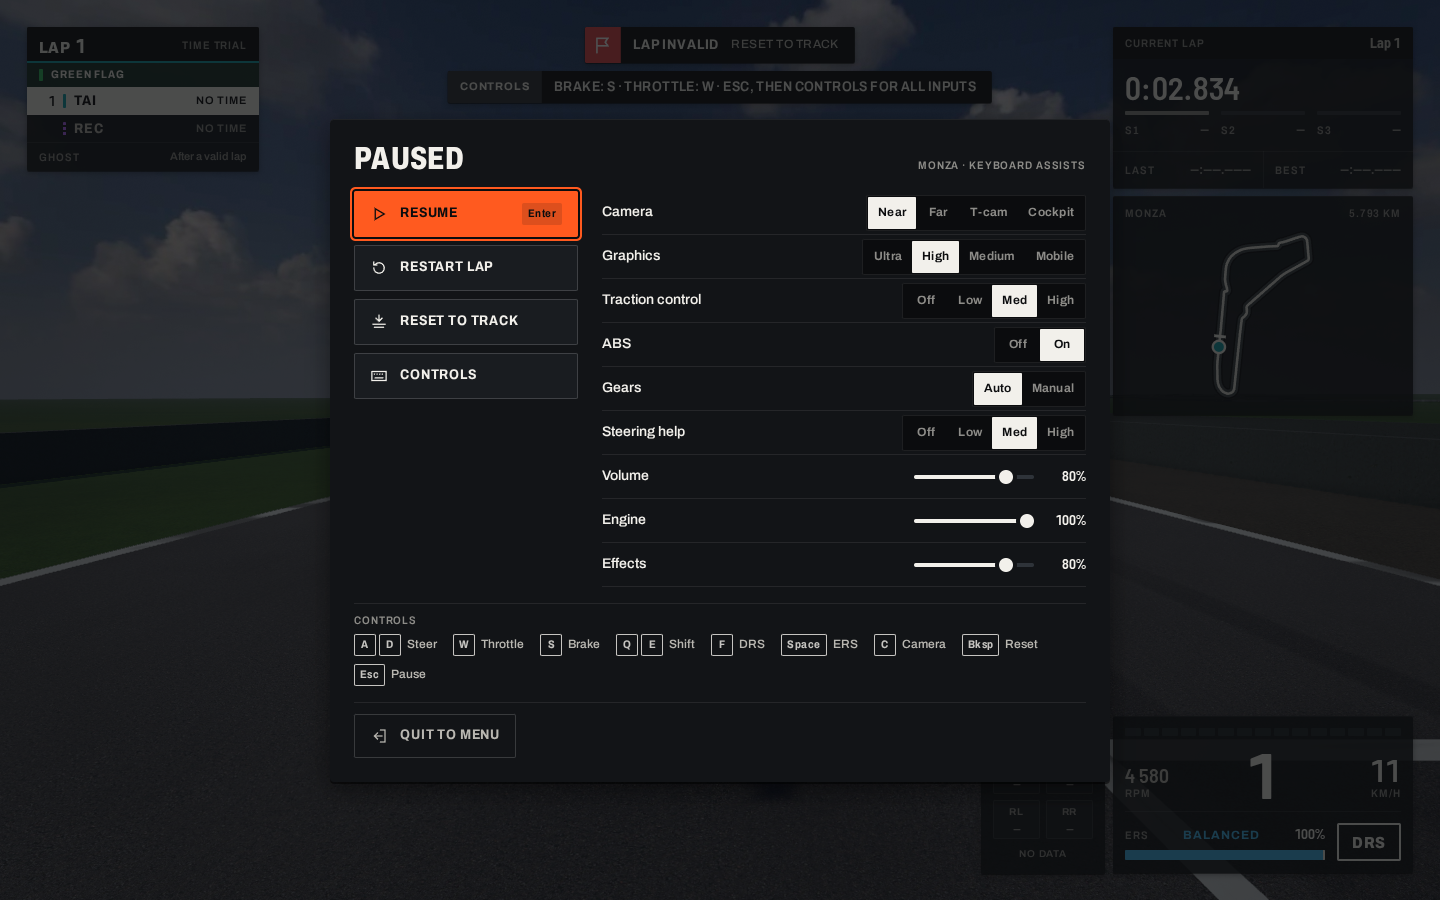 LAP 1 TIME TRIAL
GREEN FLAG
1 TAI NO TIME
REC NO TIME
GHOST After a valid lap
LAP INVALID RESET TO TRACK
CONTROLS BRAKE: S · THROTTLE: W · ESC, THEN CONTROLS FOR ALL INPUTS
CURRENT LAP Lap 1
0:02.834
S1 – S2 – S3 –
LAST –:––.––– BEST –:––.–––
MONZA 5.793 KM
PAUSED
MONZA · KEYBOARD ASSISTS
RESUME Enter
RESTART LAP
RESET TO TRACK
CONTROLS
Camera Near Far T-cam Cockpit
Graphics Ultra High Medium Mobile
Traction control Off Low Med High
ABS Off On
Gears Auto Manual
Steering help Off Low Med High
Volume 80%
Engine 100%
Effects 80%
CONTROLS
A D Steer W Throttle S Brake Q E Shift F DRS Space ERS C Camera Bksp Reset
Esc Pause
QUIT TO MENU
– –
RL RR
– –
NO DATA
4 580 RPM 1 11 KM/H
ERS BALANCED 100% DRS